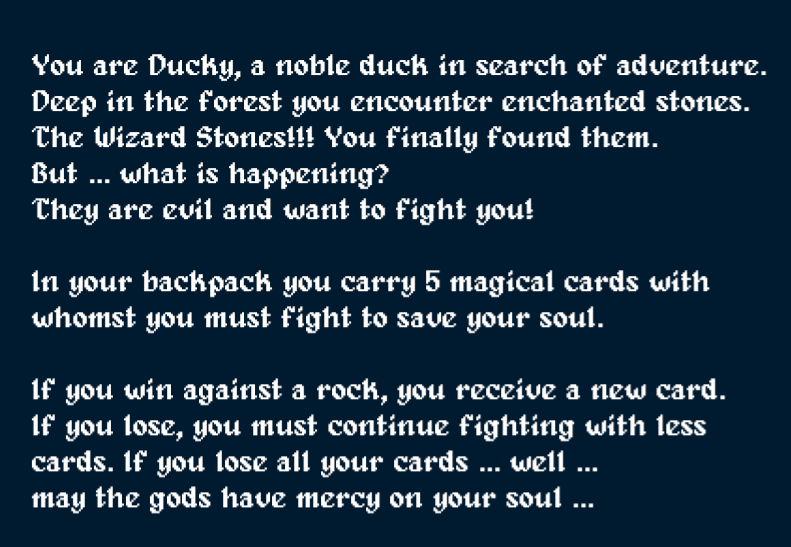 You are Ducky, a noble duck in search of adventure.
Deep in the forest you encounter enchanted stones.
The Wizard Stones!!! You finally found them.
But ... what is happening?
They are evil and want to fight you!
In your backpack you carry 5 magical cards with
whomst you must fight to save your soul.
If you win against a rock, you receive a new card.
If you lose, you must continue fighting with less
cards. If you lose all your cards ... well ...
may the gods have mercy on your soul ...